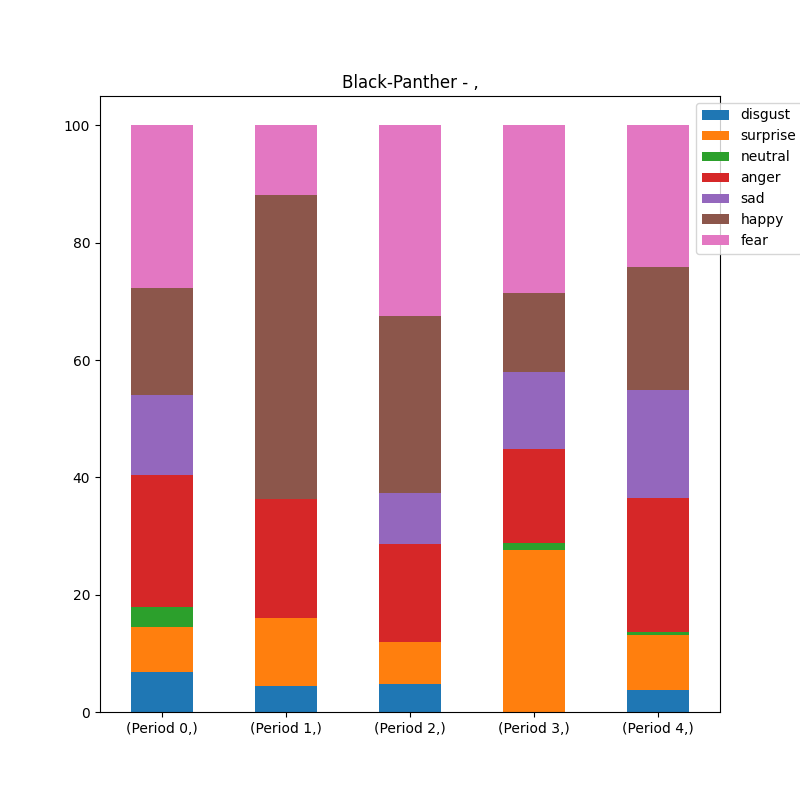 Black-Panther - ,
100
80
60
40
20
0
disgust
surprise
neutral
anger
sad
happy
fear
(Period 0,) (Period 1,) (Period 2,) (Period 3,) (Period 4,)